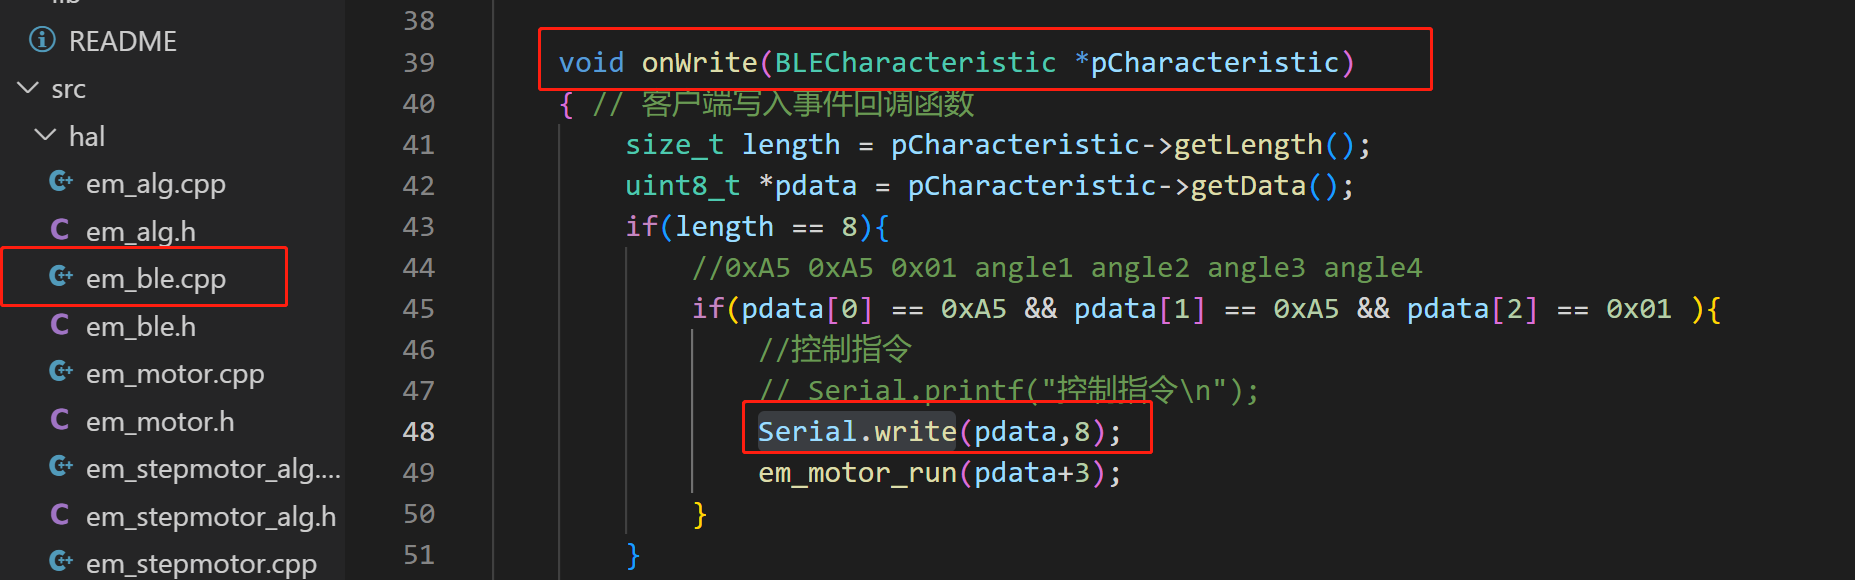 README
src
hal
em_alg.cpp
em_alg.h
em_ble.cpp
em_ble.h
em_motor.cpp
em_motor.h
em_stepmotor_alg....
em_stepmotor_alg.h
em_stepmotor.cpp
38
39 void onWrite(BLECharacteristic *pCharacteristic)
40 { // 客户端写入事件回调函数
41 size_t length = pCharacteristic->getLength();
42 uint8_t *pdata = pCharacteristic->getData();
43 if(length == 8){
44 //0xA5 0xA5 0x01 angle1 angle2 angle3 angle4
45 if(pdata[0] == 0xA5 && pdata[1] == 0xA5 && pdata[2] == 0x01 ){
46 //控制指令
47 // Serial.printf("控制指令\n");
48 Serial.write(pdata,8);
49 em_motor_run(pdata+3);
50 }
51 }